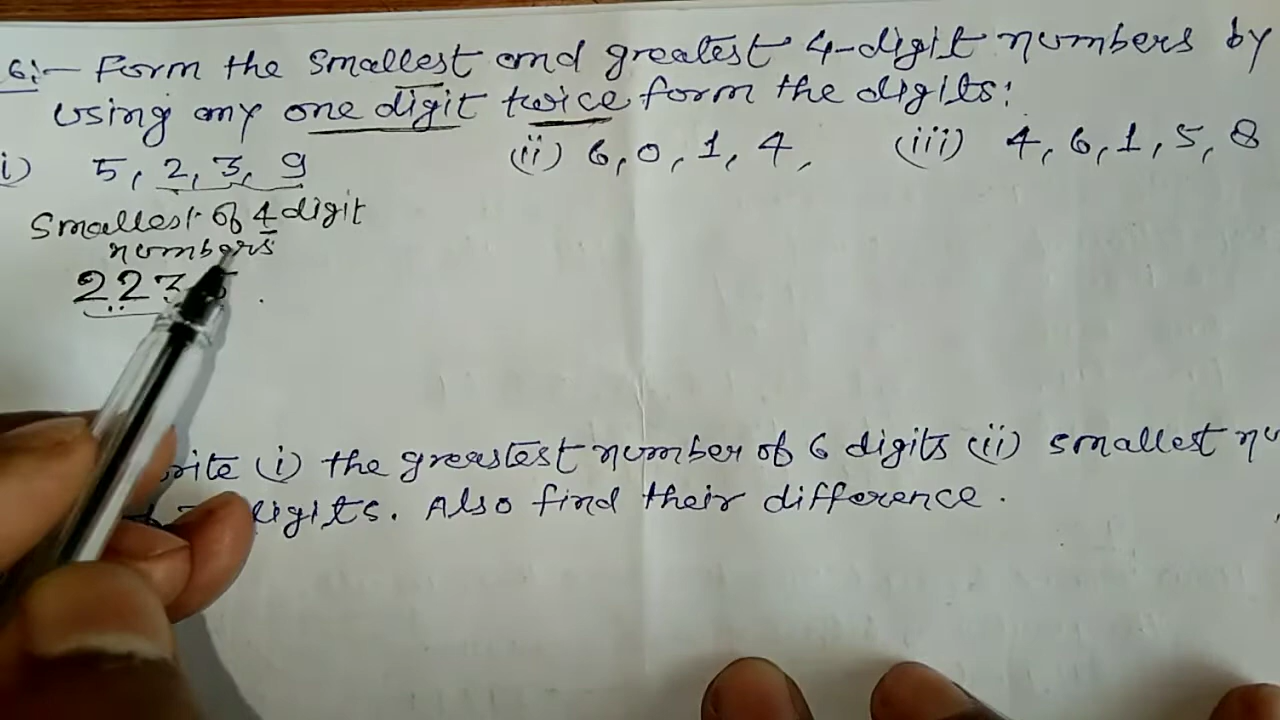 6:- Form the smallest and greatest 4-digit numbers by
using any one digit twice form the digits:
i) 5, 2, 3, 9 (ii) 6, 0, 1, 4, (iii) 4, 6, 1, 5, 8
Smallest of 4 digit
numbers
223
(i) the greatest number of 6 digits (ii) smallest
digits. Also find their difference.